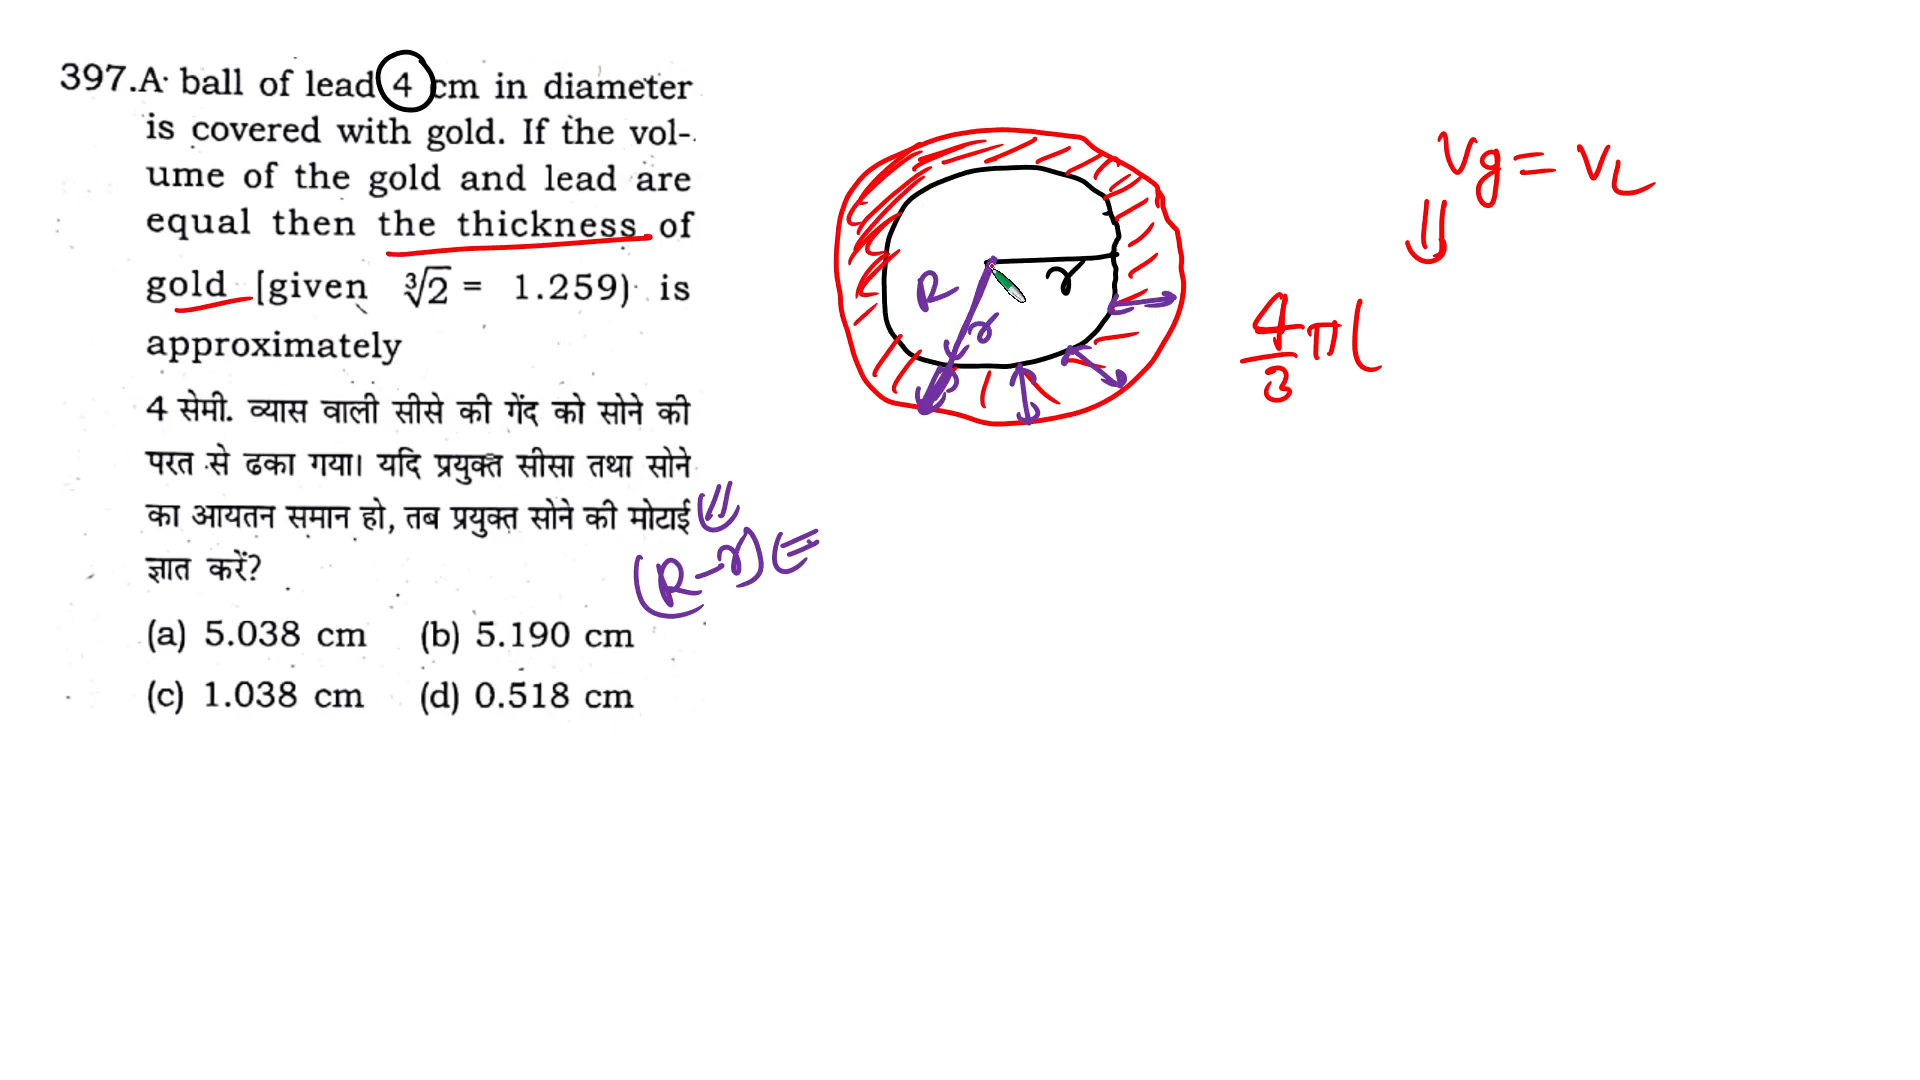 397.A ball of lead 4 cm in diameter
is covered with gold. If the vol-
ume of the gold and lead are
equal then the thickness of
gold [given ∛2 = 1.259) is
approximately
4 सेमी. व्यास वाली सीसे की गेंद को सोने की
परत से ढका गया। यदि प्रयुक्त सीसा तथा सोने
का आयतन समान हो, तब प्रयुक्त सोने की मोटाई
ज्ञात करें?
(a) 5.038 cm (b) 5.190 cm
(c) 1.038 cm (d) 0.518 cm
(R-r)=
R
r
r
Vg = VL
4/3 π(